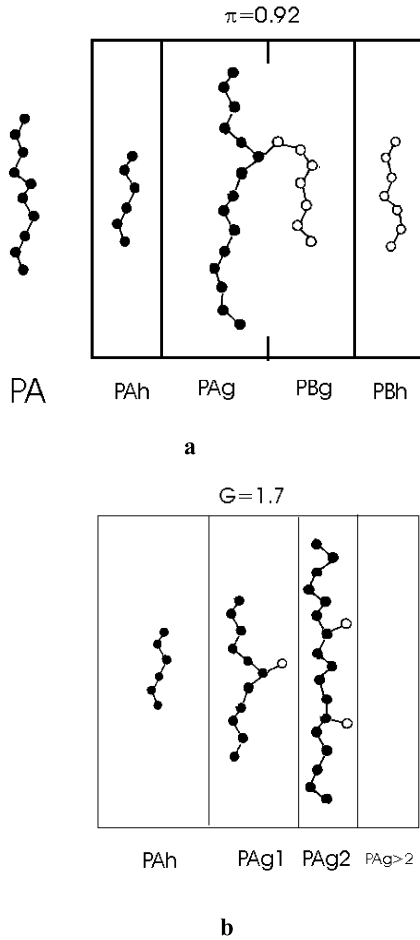 π=0.92
PA PAh PAg PBg PBh
a
G=1.7
PAh PAg1 PAg2 PAg>2
b